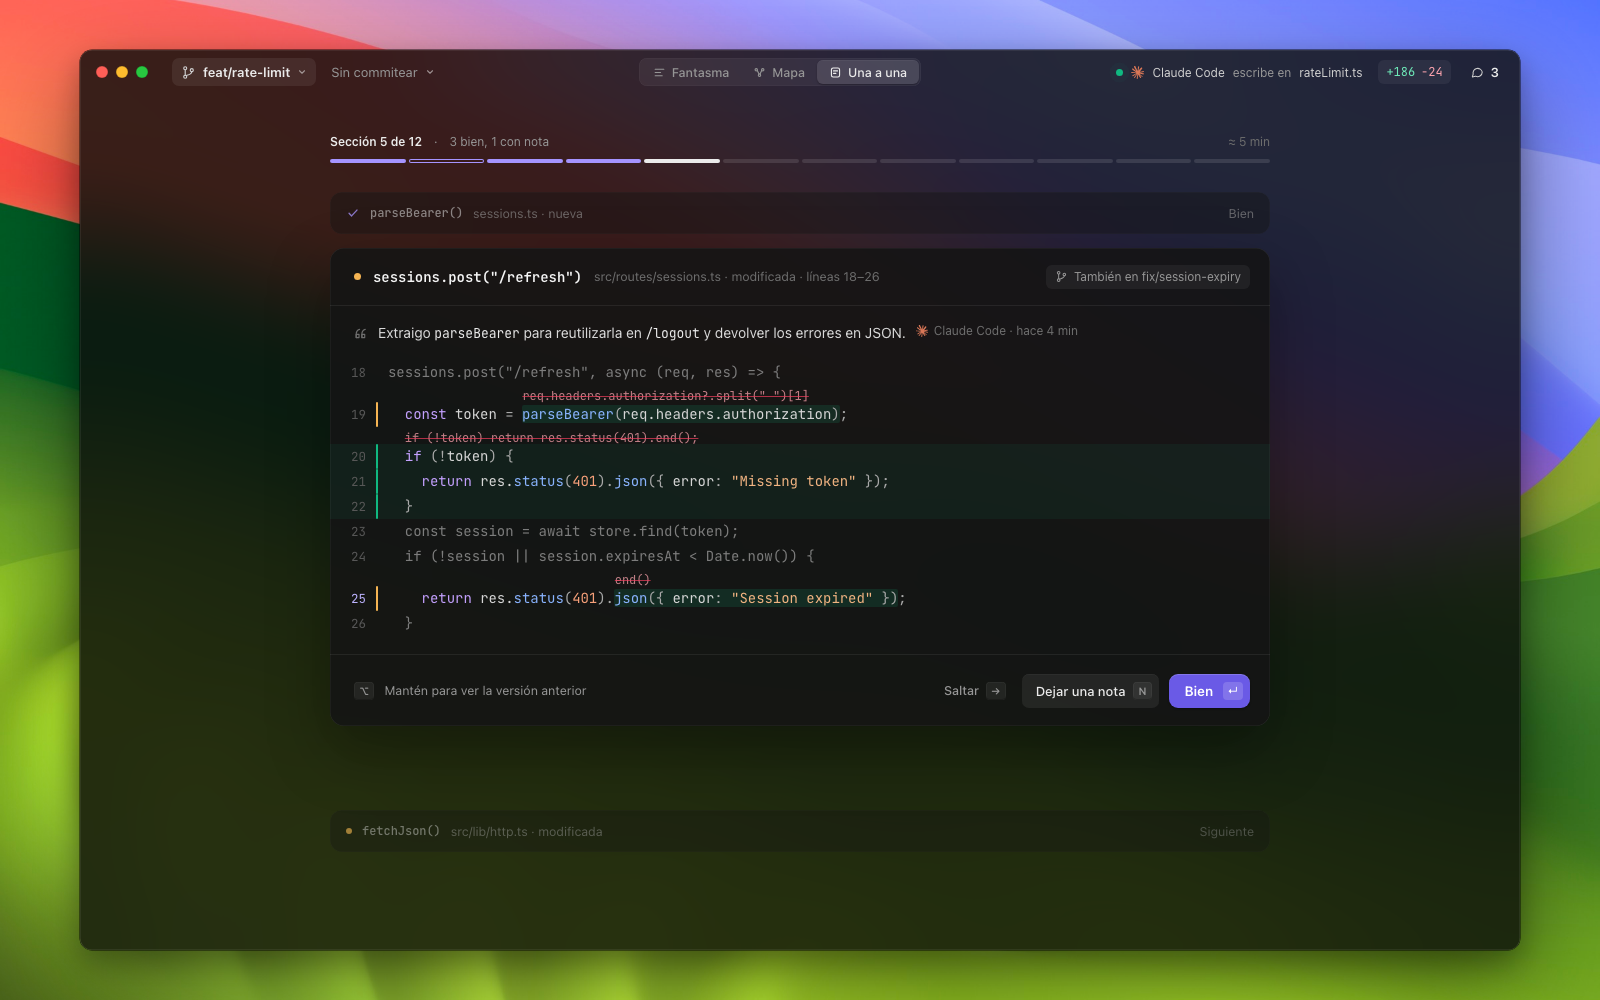 feat/rate-limit Sin commitear Fantasma Mapa Una a una Claude Code escribe en rateLimit.ts +186 -24 3
Sección 5 de 12 · 3 bien, 1 con nota ≈ 5 min
parseBearer() sessions.ts · nueva Bien
sessions.post("/refresh") src/routes/sessions.ts · modificada · líneas 18–26 También en fix/session-expiry
Extraigo parseBearer para reutilizarla en /logout y devolver los errores en JSON. Claude Code · hace 4 min
18 sessions.post("/refresh", async (req, res) => {
req.headers.authorization?.split(" ")[1]
19 const token = parseBearer(req.headers.authorization);
if (!token) return res.status(401).end();
20 if (!token) {
21 return res.status(401).json({ error: "Missing token" });
22 }
23 const session = await store.find(token);
24 if (!session || session.expiresAt < Date.now()) {
end()
25 return res.status(401).json({ error: "Session expired" });
26 }
⌥ Mantén para ver la versión anterior Saltar → Dejar una nota N Bien ↵
fetchJson() src/lib/http.ts · modificada Siguiente